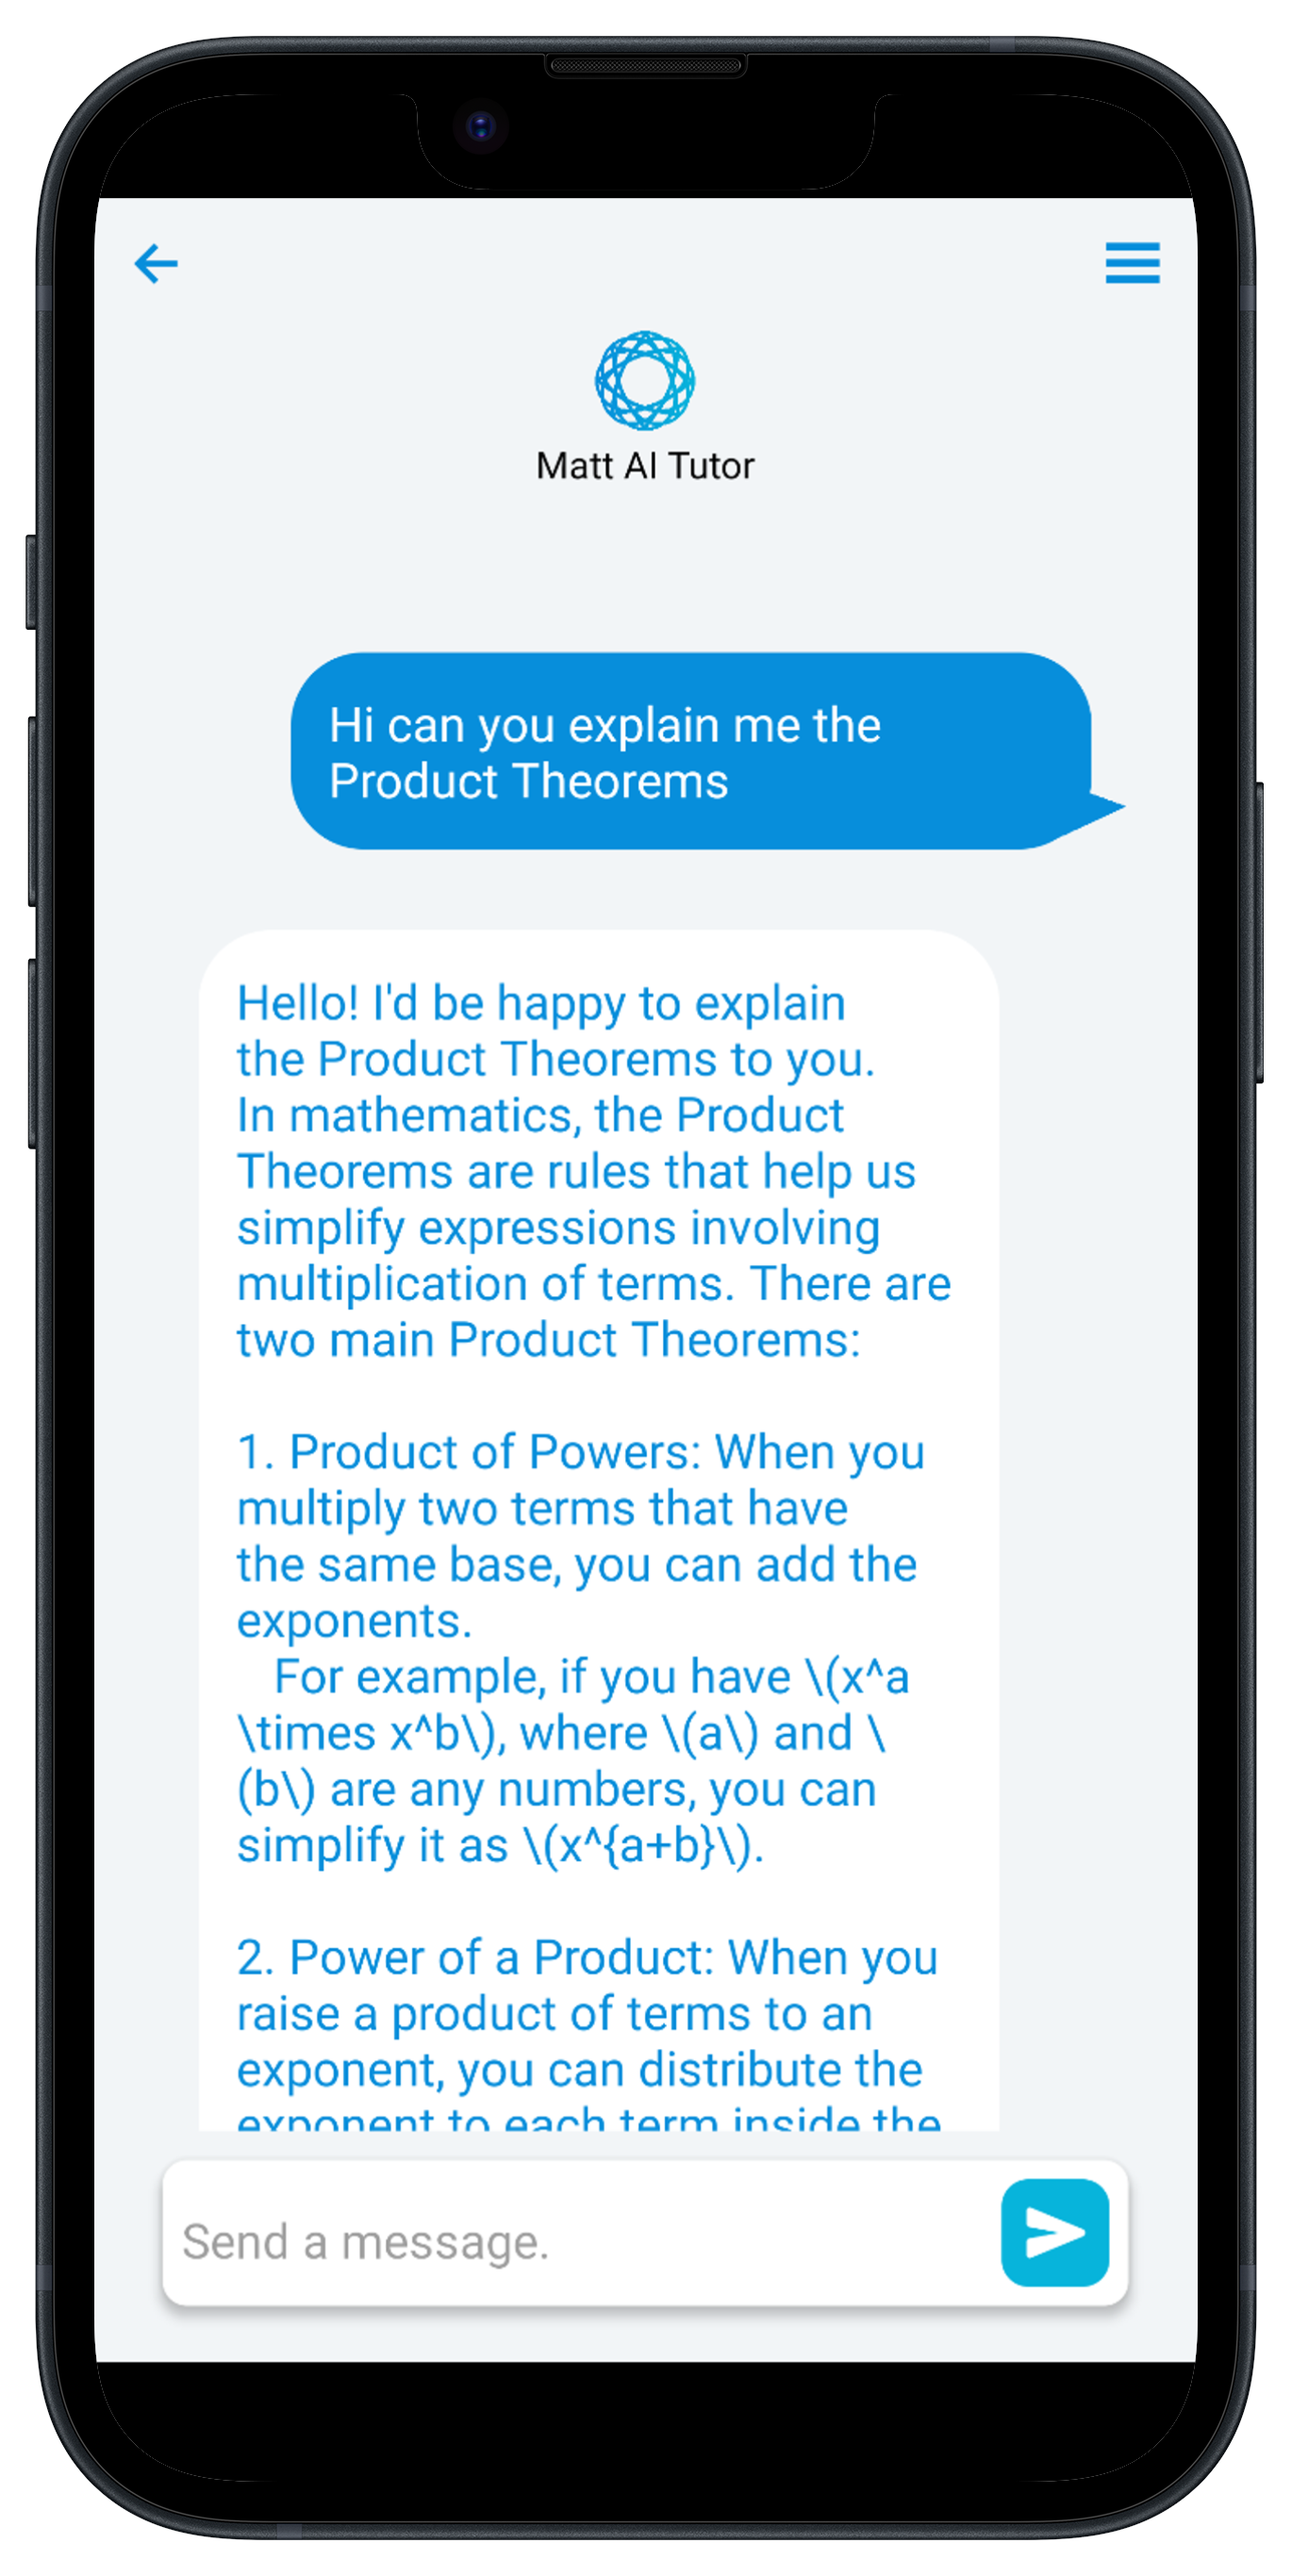 Matt AI Tutor
Hi can you explain me the
Product Theorems
Hello! I'd be happy to explain
the Product Theorems to you.
In mathematics, the Product
Theorems are rules that help us
simplify expressions involving
multiplication of terms. There are
two main Product Theorems:
1. Product of Powers: When you
multiply two terms that have
the same base, you can add the
exponents.
For example, if you have \(x^a
\times x^b\), where \(a\) and \
(b\) are any numbers, you can
simplify it as \(x^{a+b}\).
2. Power of a Product: When you
raise a product of terms to an
exponent, you can distribute the
exponent to each term inside the
Send a message.